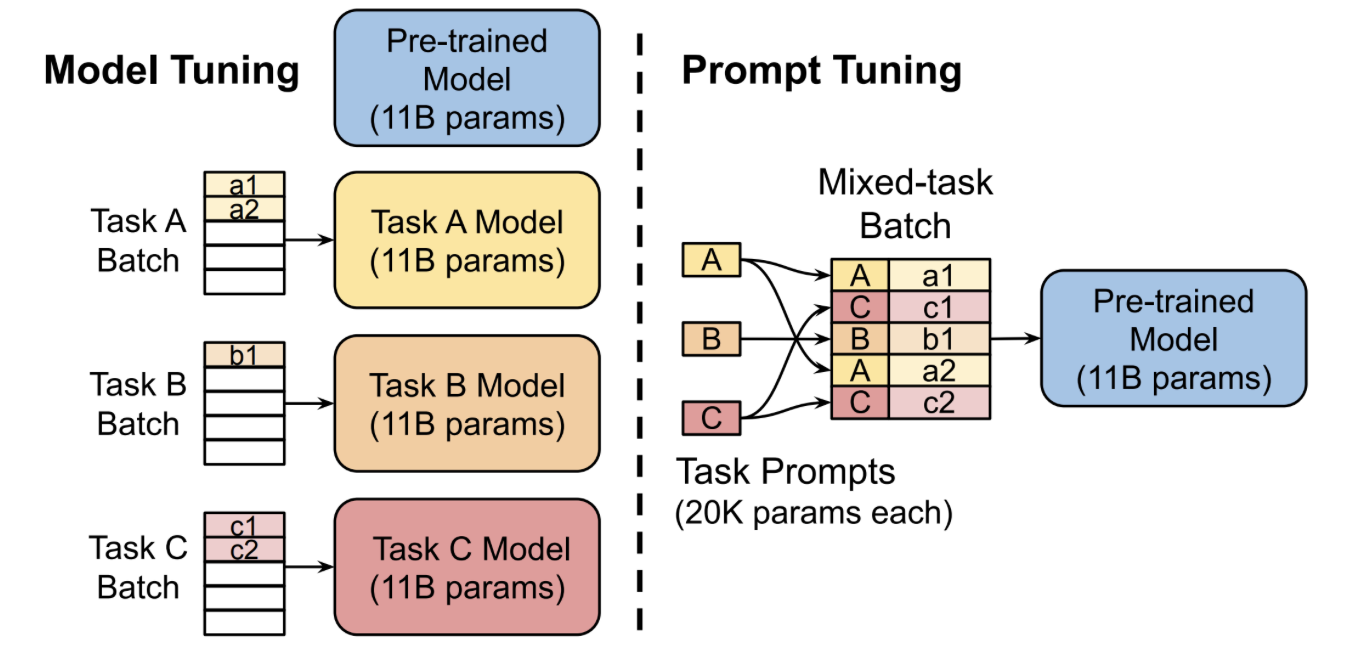 Model Tuning
Pre-trained
Model
(11B params)
Task A
Batch
a1
a2
Task A Model
(11B params)
Task B
Batch
b1
Task B Model
(11B params)
Task C
Batch
c1
c2
Task C Model
(11B params)
Prompt Tuning
Mixed-task
Batch
A
B
C
A a1
C c1
B b1
A a2
C c2
Task Prompts
(20K params each)
Pre-trained
Model
(11B params)